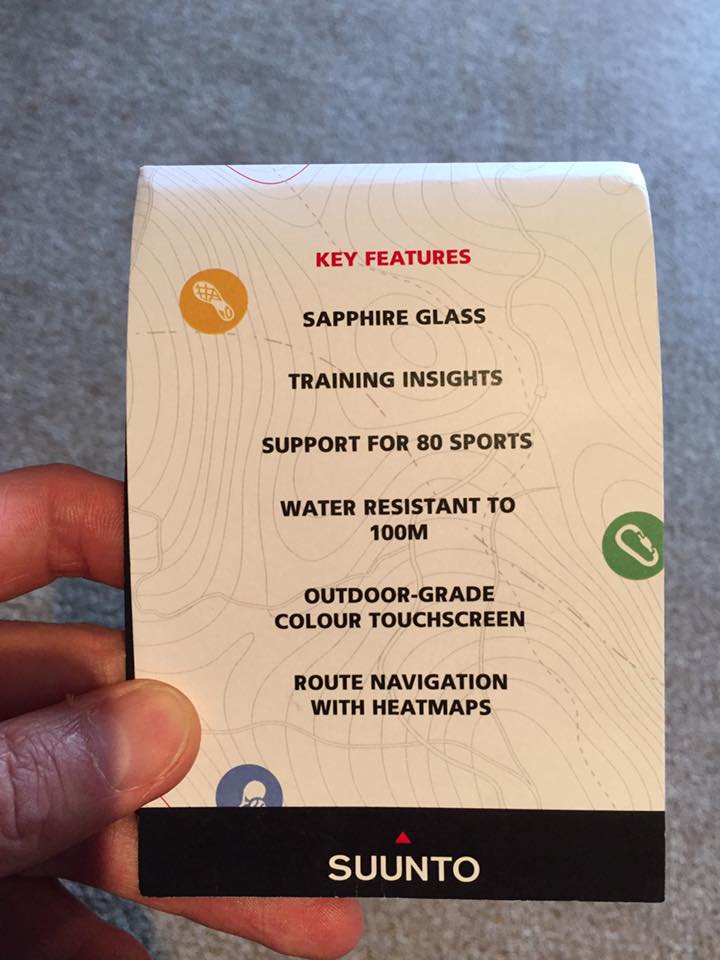 KEY FEATURES
SAPPHIRE GLASS
TRAINING INSIGHTS
SUPPORT FOR 80 SPORTS
WATER RESISTANT TO
100M
OUTDOOR-GRADE
COLOUR TOUCHSCREEN
ROUTE NAVIGATION
WITH HEATMAPS
SUUNTO